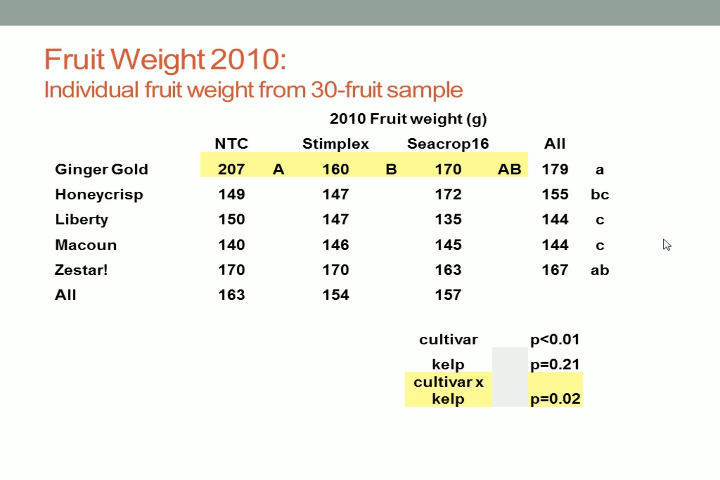 Fruit Weight 2010:
Individual fruit weight from 30-fruit sample
2010 Fruit weight (g)
NTC Stimplex Seacrop16 All
Ginger Gold 207 A 160 B 170 AB 179 a
Honeycrisp 149 147 172 155 bc
Liberty 150 147 135 144 c
Macoun 140 146 145 144 c
Zestar! 170 170 163 167 ab
All 163 154 157
cultivar p<0.01
kelp p=0.21
cultivar x
kelp p=0.02